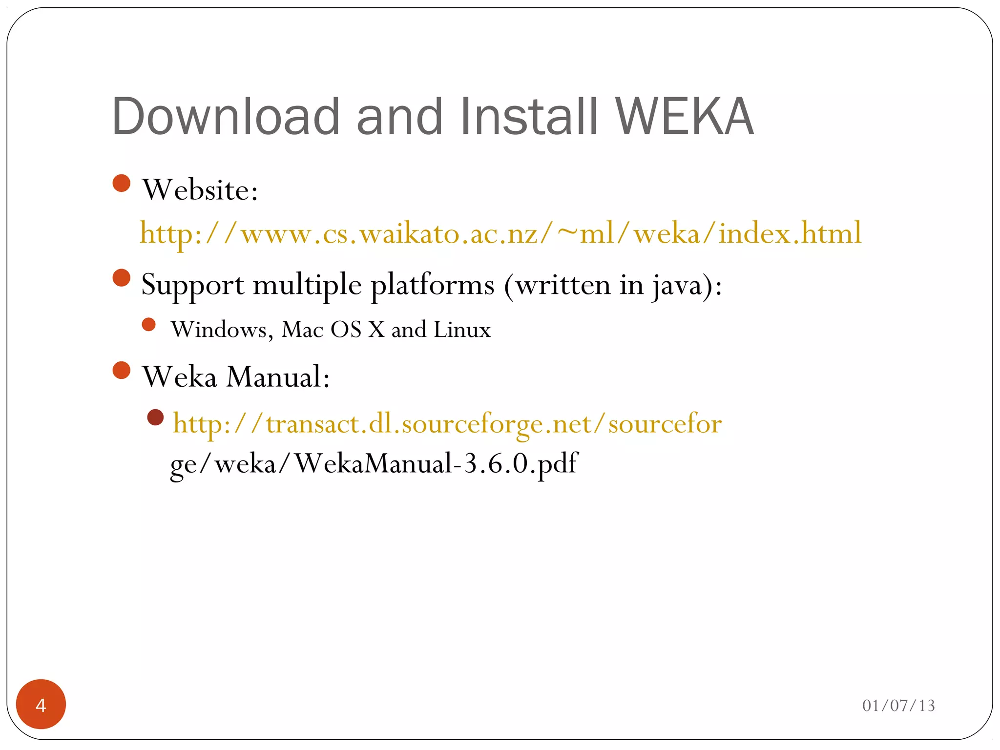 Download and Install WEKA
Website:
http://www.cs.waikato.ac.nz/~ml/weka/index.html
Support multiple platforms (written in java):
Windows, Mac OS X and Linux
Weka Manual:
http://transact.dl.sourceforge.net/sourcefor
ge/weka/WekaManual-3.6.0.pdf
4
01/07/13